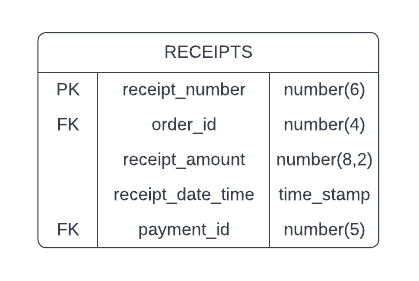 RECEIPTS
PK receipt_number number(6)
FK order_id number(4)
receipt_amount number(8,2)
receipt_date_time time_stamp
FK payment_id number(5)